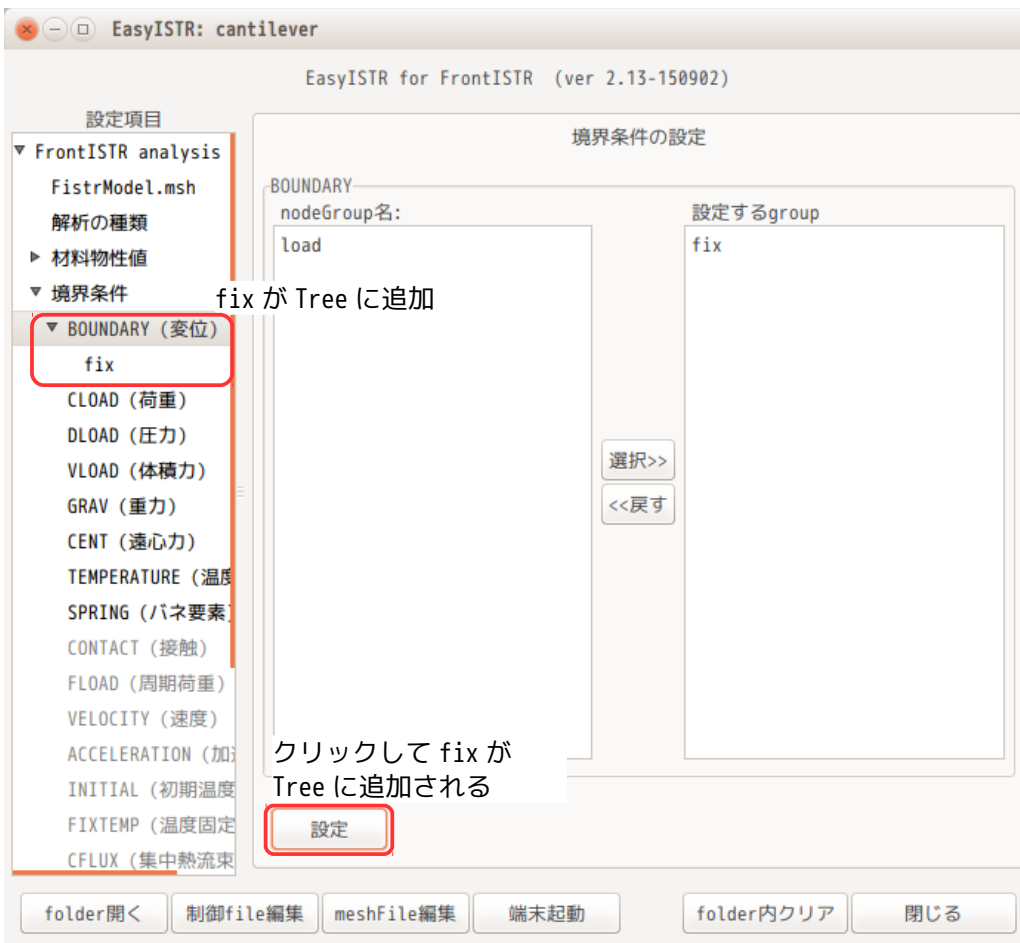 EasyISTR: cantilever
EasyISTR for FrontISTR (ver 2.13-150902)
設定項目
▼ FrontISTR analysis
FistrModel.msh
解析の種類
▶ 材料物性値
▼ 境界条件
▼ BOUNDARY (変位)
fix
CLOAD (荷重)
DLOAD (圧力)
VLOAD (体積力)
GRAV (重力)
CENT (遠心力)
TEMPERATURE (温度
SPRING (バネ要素)
CONTACT (接触)
FLOAD (周期荷重)
VELOCITY (速度)
ACCELERATION (加
INITIAL (初期温度
FIXTEMP (温度固定
CFLUX (集中熱流束
fix が Tree に追加
境界条件の設定
BOUNDARY
nodeGroup名:
load
設定するgroup
fix
選択>>
<<戻す
クリックして fix が
Tree に追加される
設定
folder開く
制御file編集
meshFile編集
端末起動
folder内クリア
閉じる